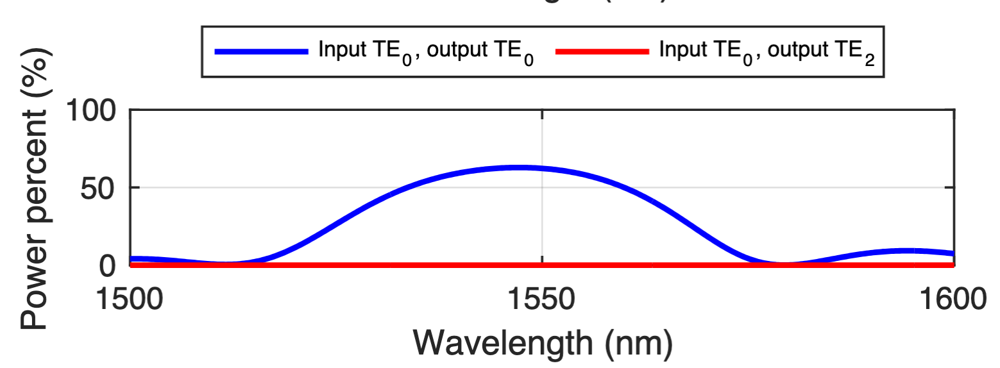 Input TE₀, output TE₀ Input TE₀, output TE₂
Power percent (%)
100
50
0
1500 1550 1600
Wavelength (nm)